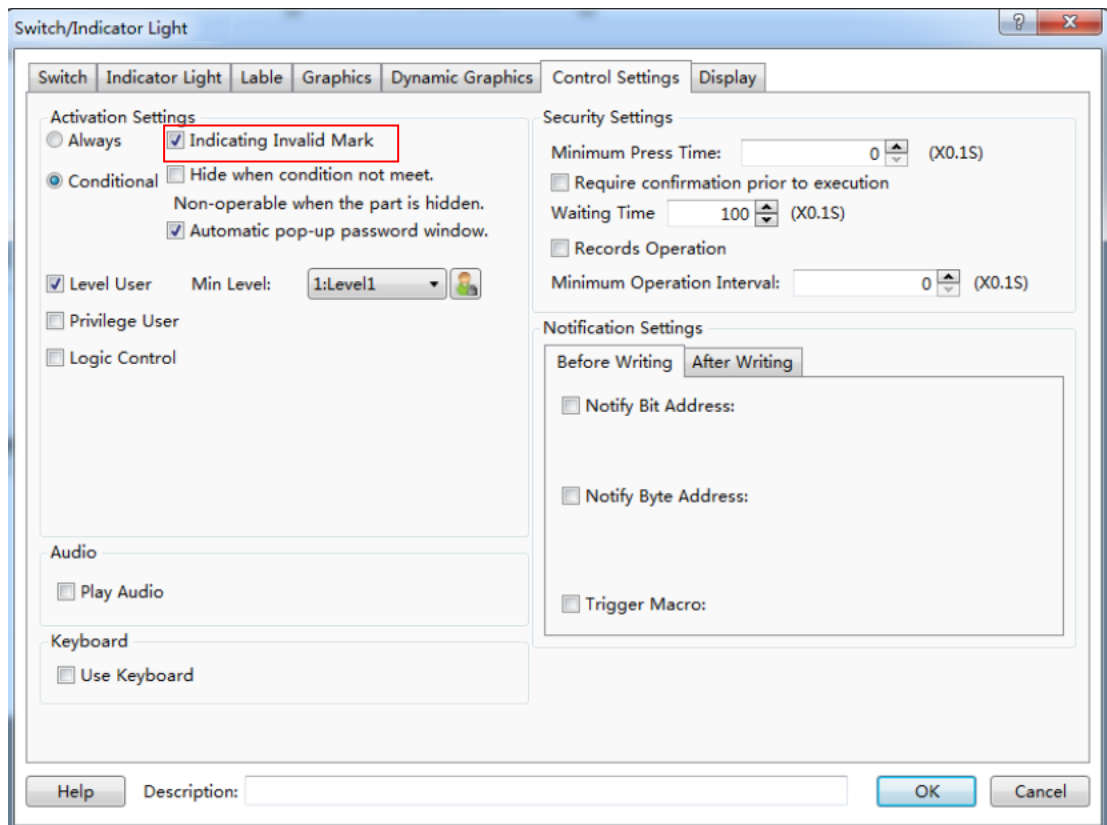 Switch/Indicator Light
?
X
Switch
Indicator Light
Lable
Graphics
Dynamic Graphics
Control Settings
Display
Activation Settings
Always
Indicating Invalid Mark
Conditional
Hide when condition not meet.
Non-operable when the part is hidden.
Automatic pop-up password window.
Level User
Min Level:
1:Level1
Privilege User
Logic Control
Audio
Play Audio
Keyboard
Use Keyboard
Security Settings
Minimum Press Time:
0
(X0.1S)
Require confirmation prior to execution
Waiting Time
100
(X0.1S)
Records Operation
Minimum Operation Interval:
0
(X0.1S)
Notification Settings
Before Writing
After Writing
Notify Bit Address:
Notify Byte Address:
Trigger Macro:
Help
Description:
OK
Cancel